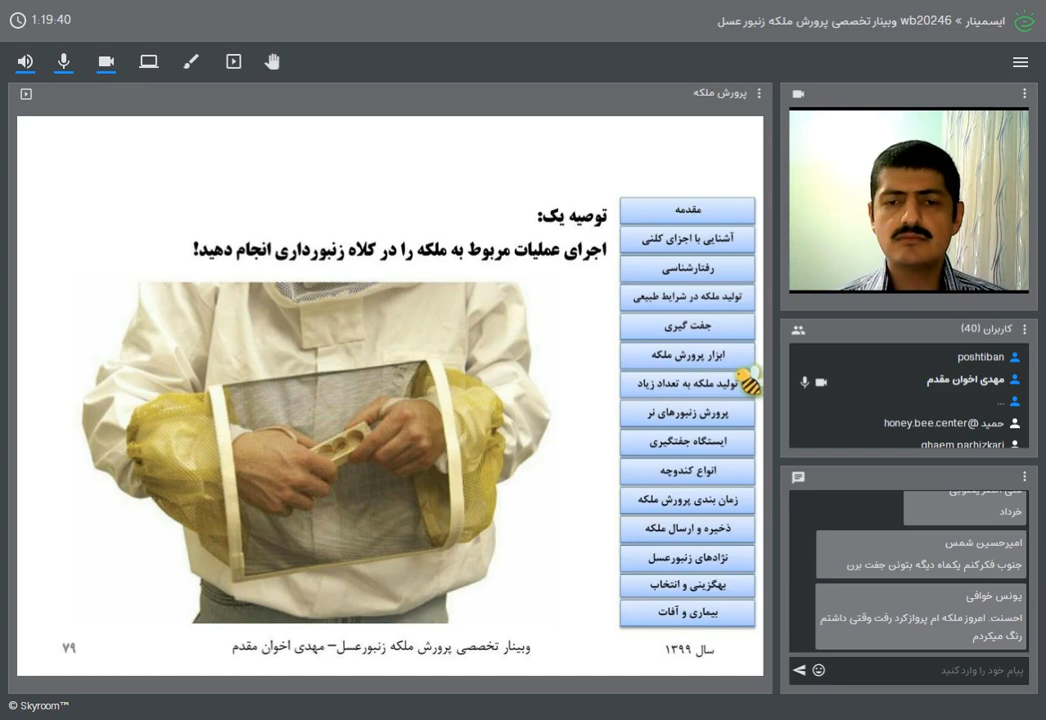 1:19:40
ایسمینار » wb20246 وبینار تخصصی پرورش ملکه زنبور عسل
پرورش ملکه
توصیه یک:
اجرای عملیات مربوط به ملکه را در کلاه زنبورداری انجام دهید!
مقدمه
آشنایی با اجزای کلنی
رفتارشناسی
تولید ملکه در شرایط طبیعی
جفت گیری
ابزار پرورش ملکه
تولید ملکه به تعداد زیاد
پرورش زنبورهای نر
ایستگاه جفتگیری
انواع کندوچه
زمان بندی پرورش ملکه
ذخیره و ارسال ملکه
نژادهای زنبورعسل
بهگزینی و انتخاب
بیماری و آفات
سال ۱۳۹۹
وبینار تخصصی پرورش ملکه زنبورعسل– مهدی اخوان مقدم
۷۹
کاربران (40)
poshtiban
مهدی اخوان مقدم
...
حمید @honey.bee.center
ghaem parhizkari
خرداد
امیرحسین شمس
جنوب فکرکنم یکماه دیگه بتونن جفت برن
یونس خوافی
احسنت. امروز ملکه ام پرواز کرد رفت وقتی داشتم
رنگ میکردم
پیام خود را وارد کنید
© Skyroom™